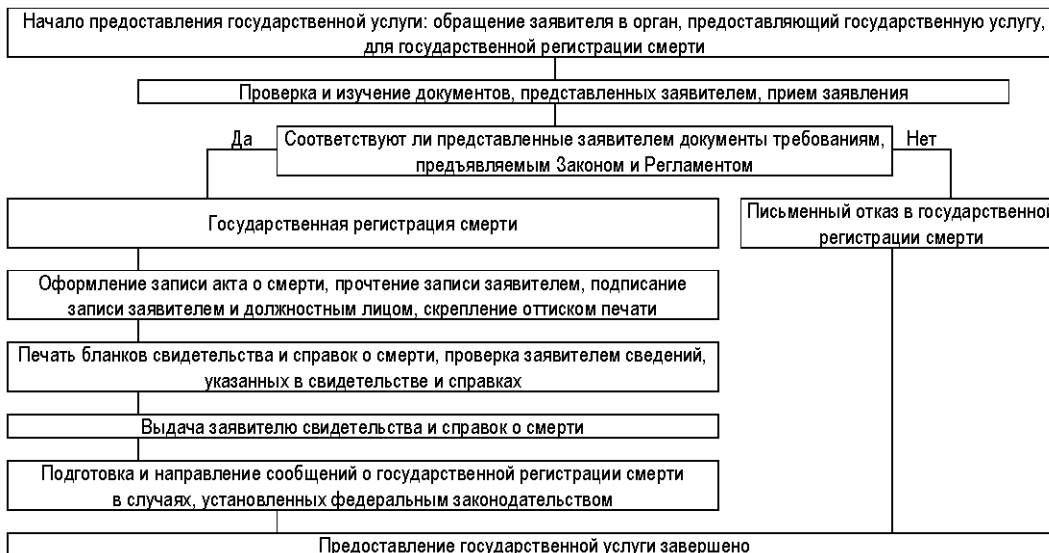 Начало предоставления государственной услуги: обращение заявителя в орган, предоставляющий государственную услугу,
для государственной регистрации смерти
Проверка и изучение документов, представленных заявителем, прием заявления
Да
Соответствуют ли представленные заявителем документы требованиям,
предъявляемым Законом и Регламентом
Нет
Государственная регистрация смерти
Письменный отказ в государственной
регистрации смерти
Оформление записи акта о смерти, прочтение записи заявителем, подписание
записи заявителем и должностным лицом, скрепление оттиском печати
Печать бланков свидетельства и справок о смерти, проверка заявителем сведений,
указанных в свидетельстве и справках
Выдача заявителю свидетельства и справок о смерти
Подготовка и направление сообщений о государственной регистрации смерти
в случаях, установленных федеральным законодательством
Предоставление государственной услуги завершено